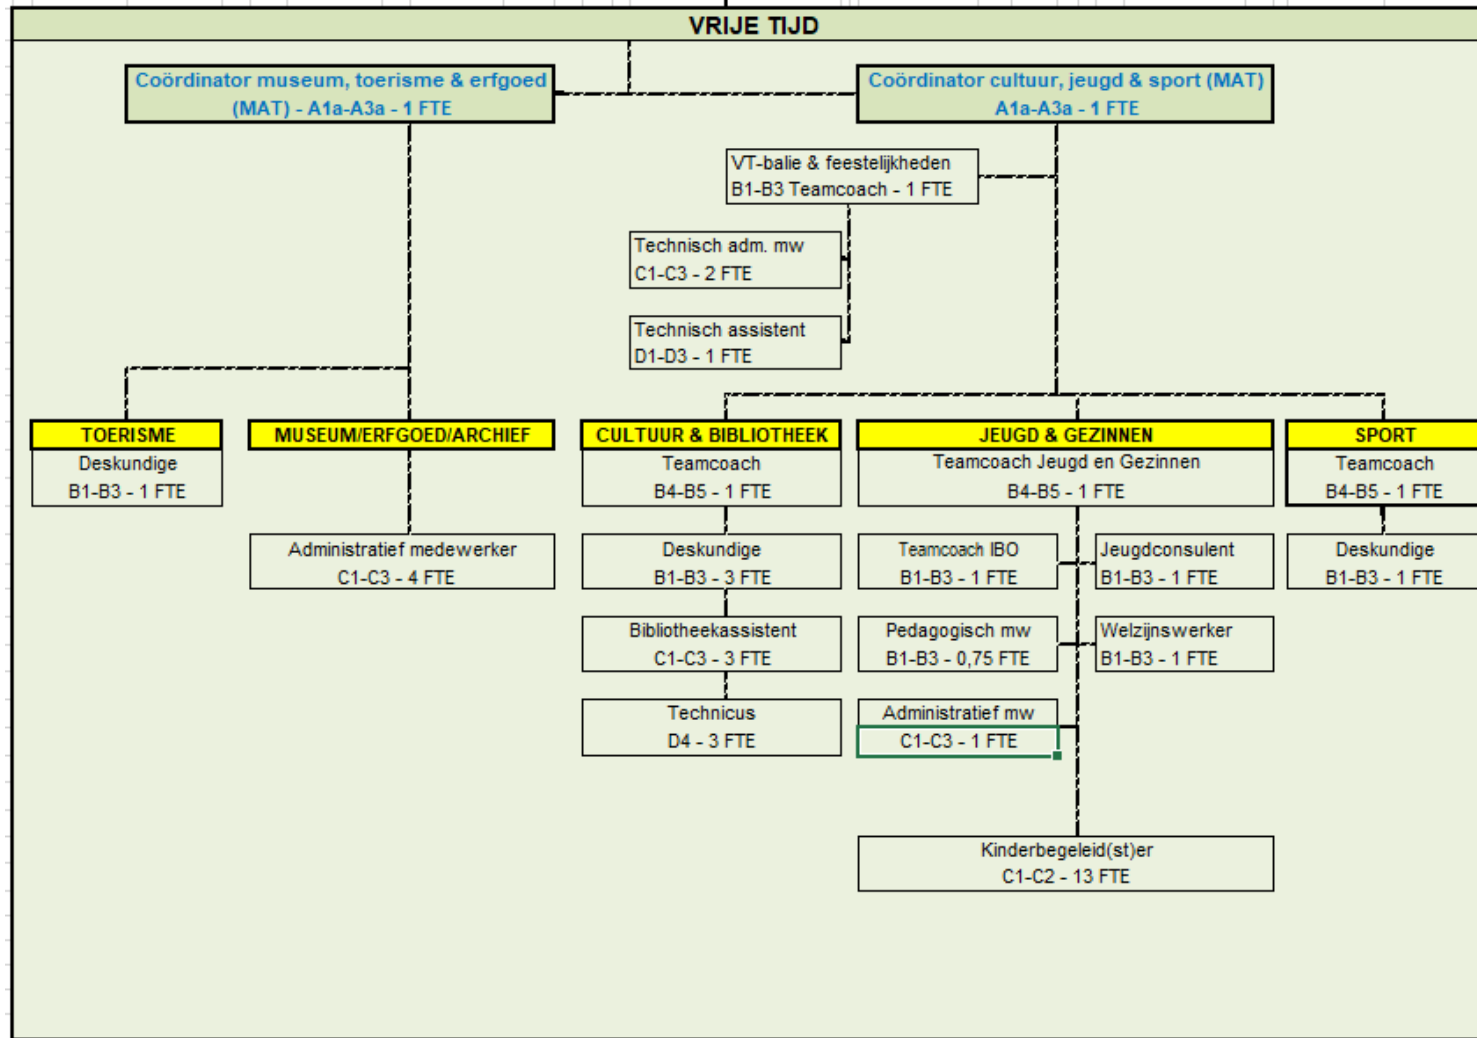 VRIJE TIJD
Coördinator museum, toerisme & erfgoed
(MAT) - A1a-A3a - 1 FTE
Coördinator cultuur, jeugd & sport (MAT)
A1a-A3a - 1 FTE
VT-balie & feestelijkheden
B1-B3 Teamcoach - 1 FTE
Technisch adm. mw
C1-C3 - 2 FTE
Technisch assistent
D1-D3 - 1 FTE
TOERISME
Deskundige
B1-B3 - 1 FTE
MUSEUM/ERFGOED/ARCHIEF
Administratief medewerker
C1-C3 - 4 FTE
CULTUUR & BIBLIOTHEEK
Teamcoach
B4-B5 - 1 FTE
Deskundige
B1-B3 - 3 FTE
Bibliotheekassistent
C1-C3 - 3 FTE
Technicus
D4 - 3 FTE
JEUGD & GEZINNEN
Teamcoach Jeugd en Gezinnen
B4-B5 - 1 FTE
Teamcoach IBO
B1-B3 - 1 FTE
Jeugdconsulent
B1-B3 - 1 FTE
Pedagogisch mw
B1-B3 - 0,75 FTE
Welzijnswerker
B1-B3 - 1 FTE
Administratief mw
C1-C3 - 1 FTE
Kinderbegeleid(st)er
C1-C2 - 13 FTE
SPORT
Teamcoach
B4-B5 - 1 FTE
Deskundige
B1-B3 - 1 FTE